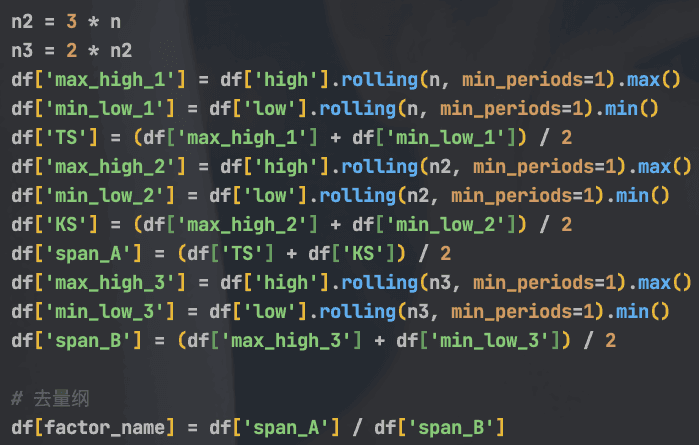 n2 = 3 * n
n3 = 2 * n2
df['max_high_1'] = df['high'].rolling(n, min_periods=1).max()
df['min_low_1'] = df['low'].rolling(n, min_periods=1).min()
df['TS'] = (df['max_high_1'] + df['min_low_1']) / 2
df['max_high_2'] = df['high'].rolling(n2, min_periods=1).max()
df['min_low_2'] = df['low'].rolling(n2, min_periods=1).min()
df['KS'] = (df['max_high_2'] + df['min_low_2']) / 2
df['span_A'] = (df['TS'] + df['KS']) / 2
df['max_high_3'] = df['high'].rolling(n3, min_periods=1).max()
df['min_low_3'] = df['low'].rolling(n3, min_periods=1).min()
df['span_B'] = (df['max_high_3'] + df['min_low_3']) / 2
# 去量纲
df[factor_name] = df['span_A'] / df['span_B']